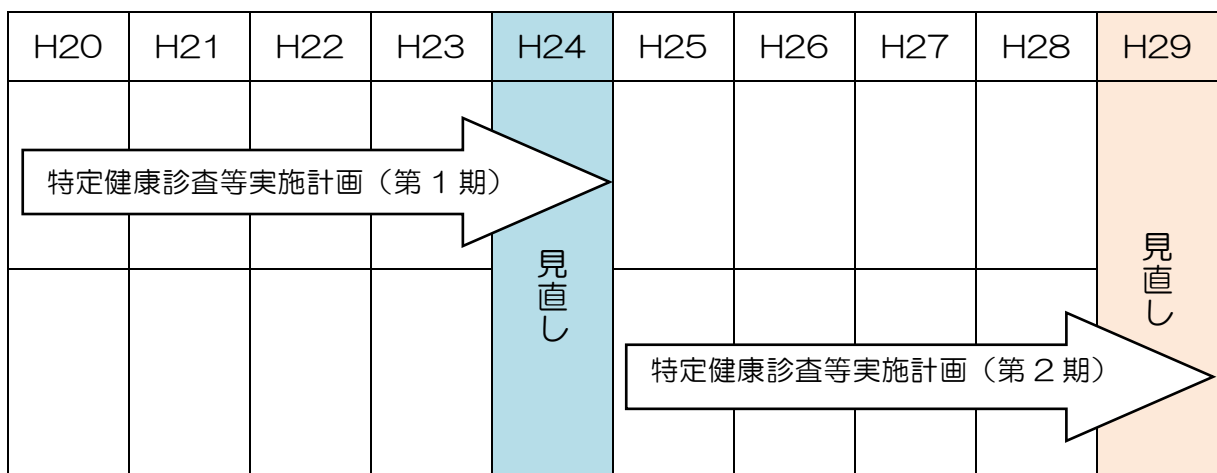 H20 H21 H22 H23 H24 H25 H26 H27 H28 H29
特定健康診査等実施計画（第 1 期）
見直し
見直し
特定健康診査等実施計画（第 2 期）